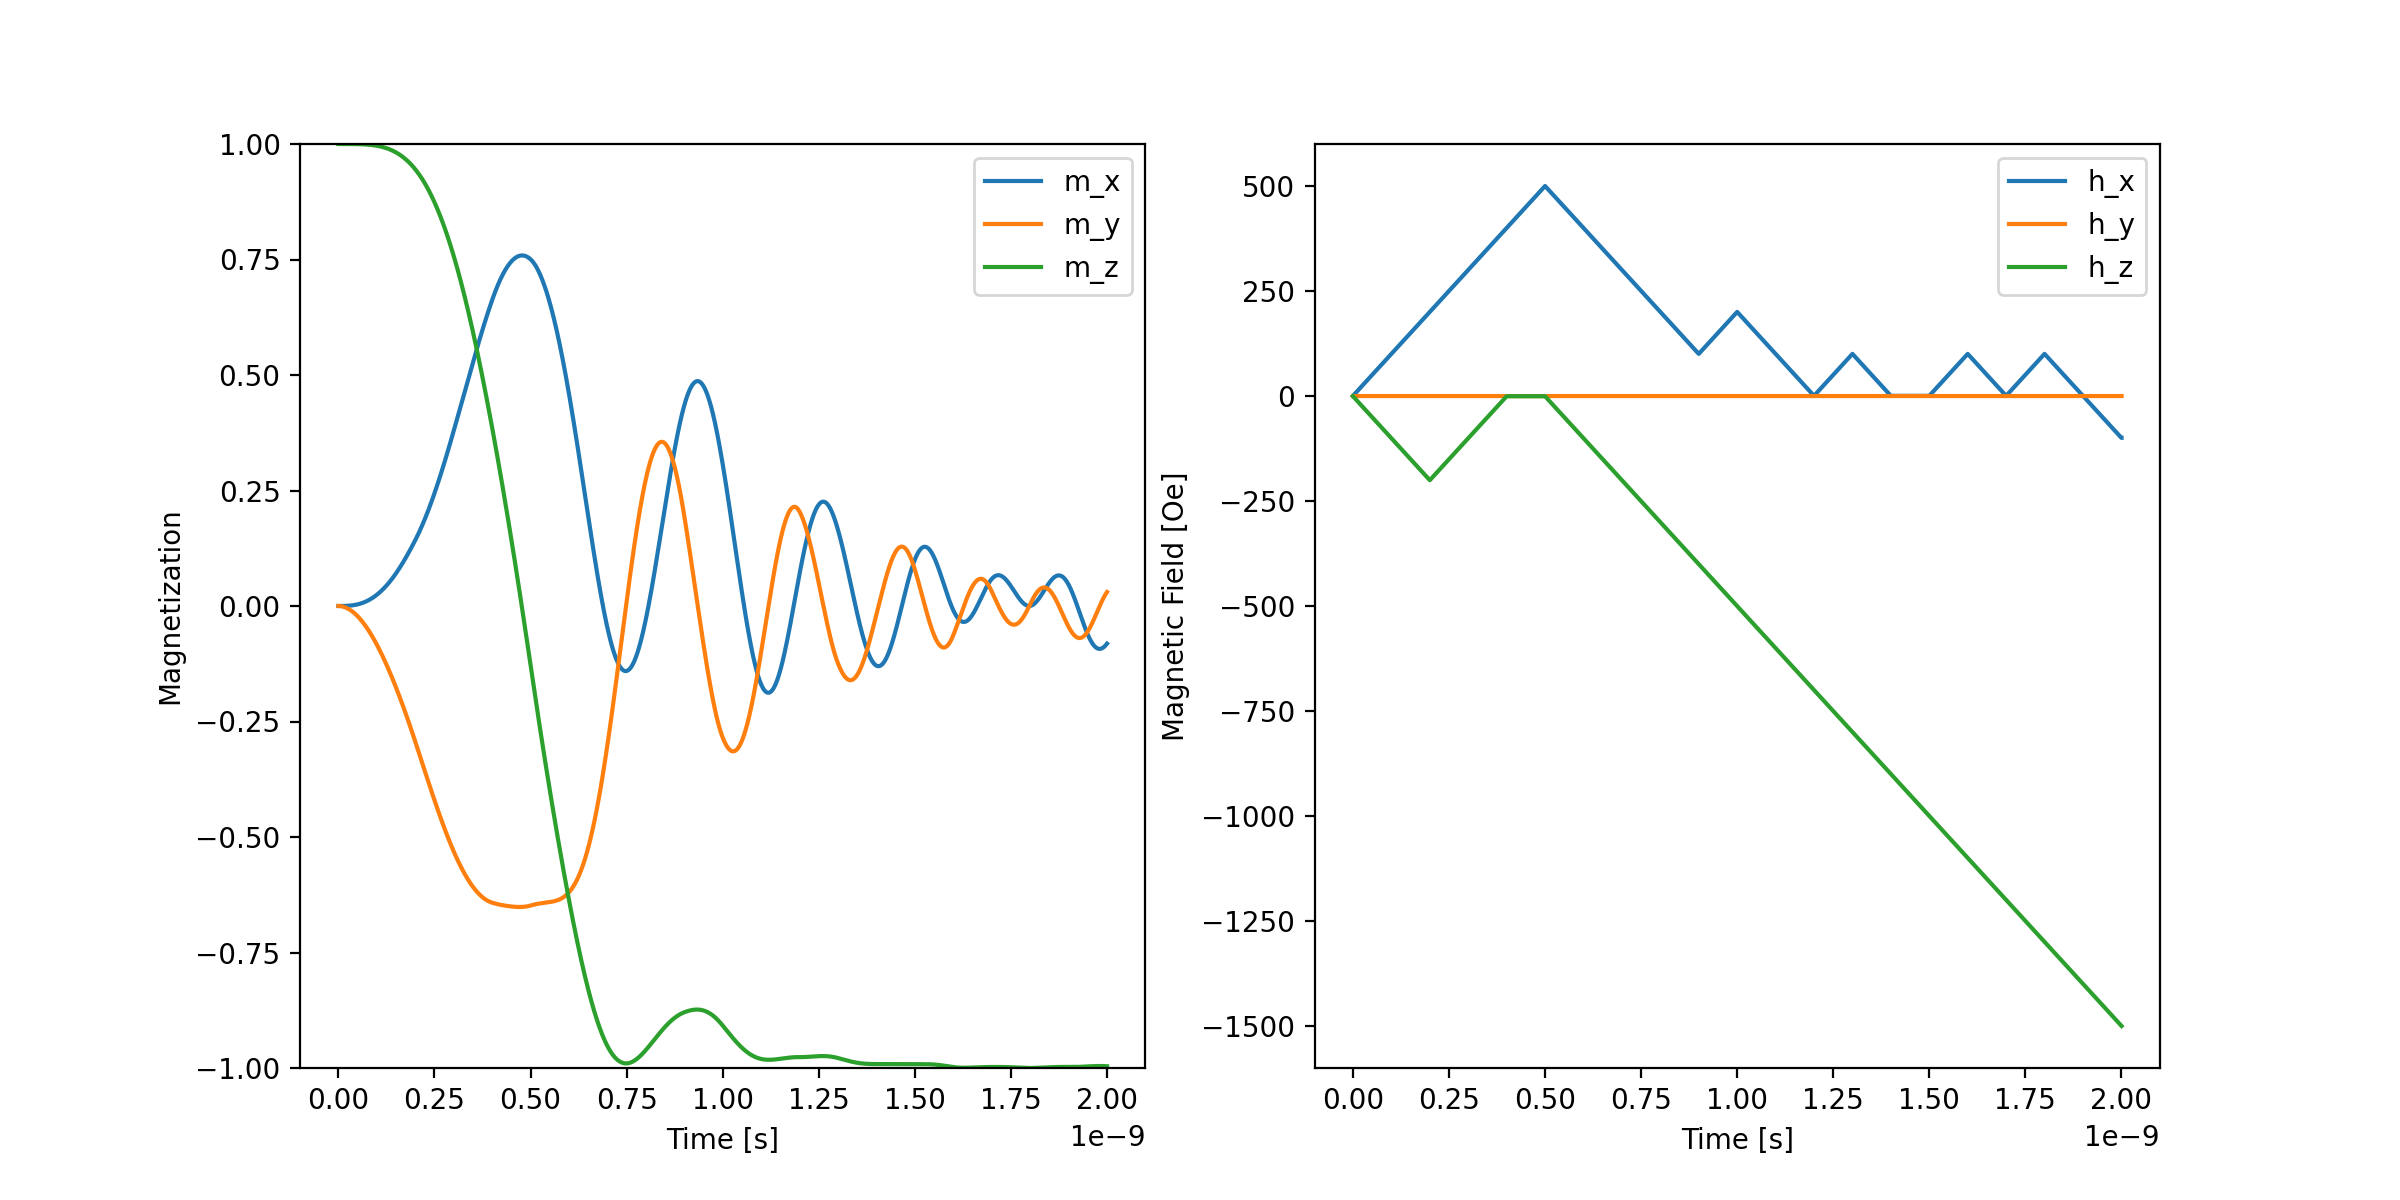 1.00
0.75
0.50
0.25
0.00
−0.25
−0.50
−0.75
−1.00
Magnetization
0.00 0.25 0.50 0.75 1.00 1.25 1.50 1.75 2.00
Time [s]
1e−9
m_x
m_y
m_z
500
250
0
−250
−500
−750
−1000
−1250
−1500
Magnetic Field [Oe]
0.00 0.25 0.50 0.75 1.00 1.25 1.50 1.75 2.00
Time [s]
1e−9
h_x
h_y
h_z